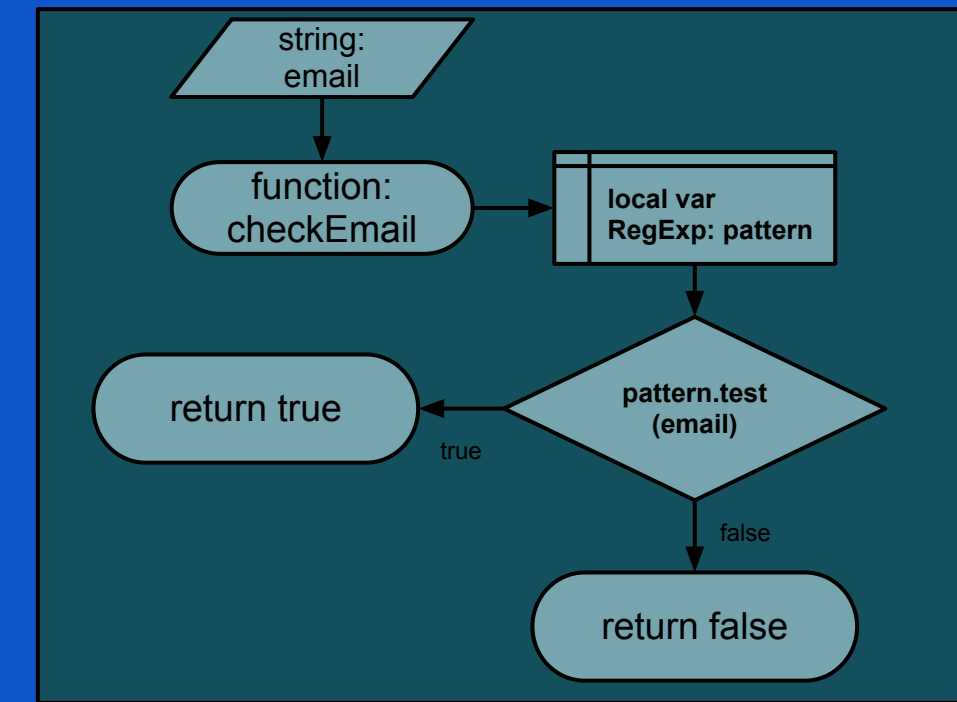 string:
email
function:
checkEmail
local var
RegExp: pattern
pattern.test
(email)
return true
true
false
return false